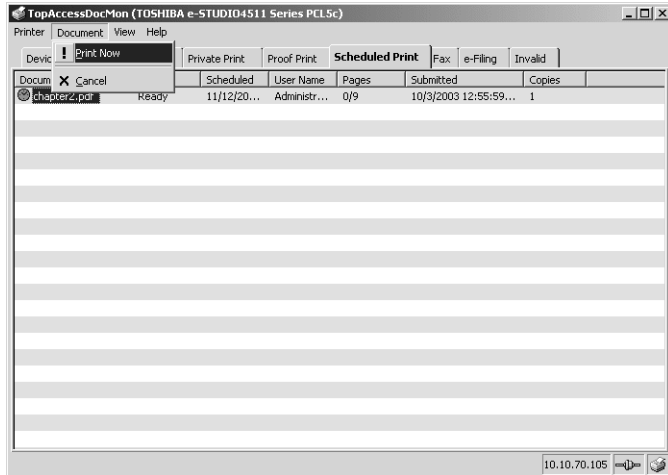 TopAccessDocMon (TOSHIBA e-STUDIO4511 Series PCL5c)
Printer Document View Help
Devic Private Print Proof Print Scheduled Print Fax e-Filing Invalid
! Print Now
X Cancel
Docum Scheduled User Name Pages Submitted Copies
chapter2.pdf Ready 11/12/20... Administr... 0/9 10/3/2003 12:55:59... 1
10.10.70.105